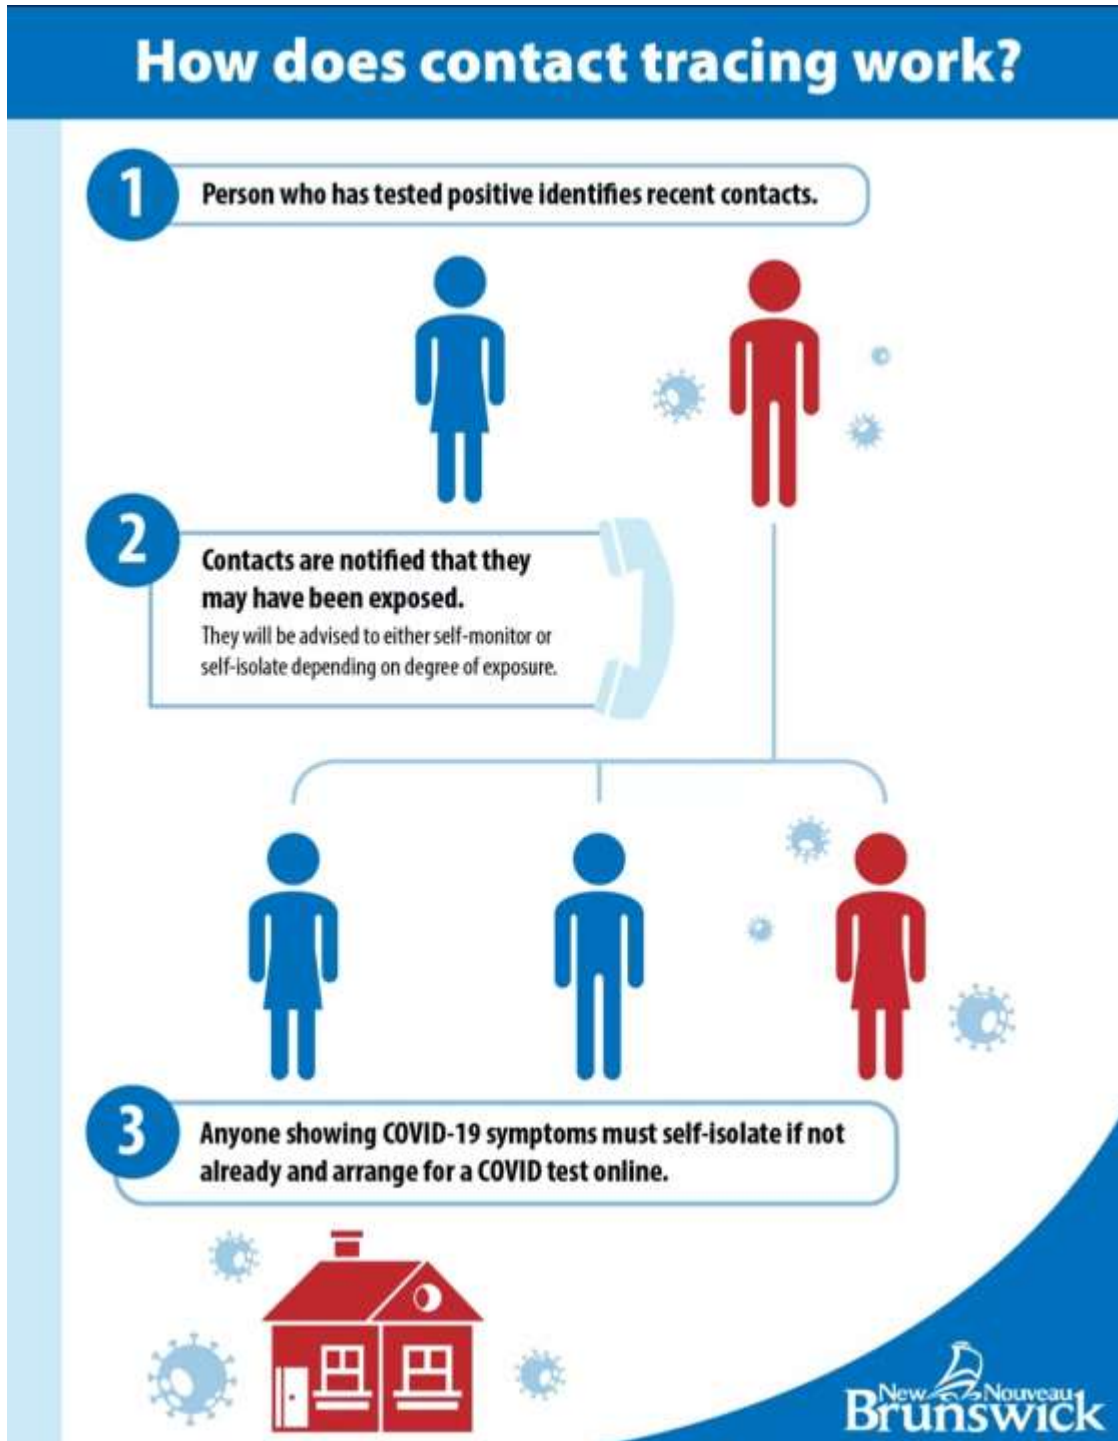 How does contact tracing work?
1
Person who has tested positive identifies recent contacts.
2
Contacts are notified that they
may have been exposed.
They will be advised to either self-monitor or
self-isolate depending on degree of exposure.
3
Anyone showing COVID-19 symptoms must self-isolate if not
already and arrange for a COVID test online.
New Nouveau
Brunswick